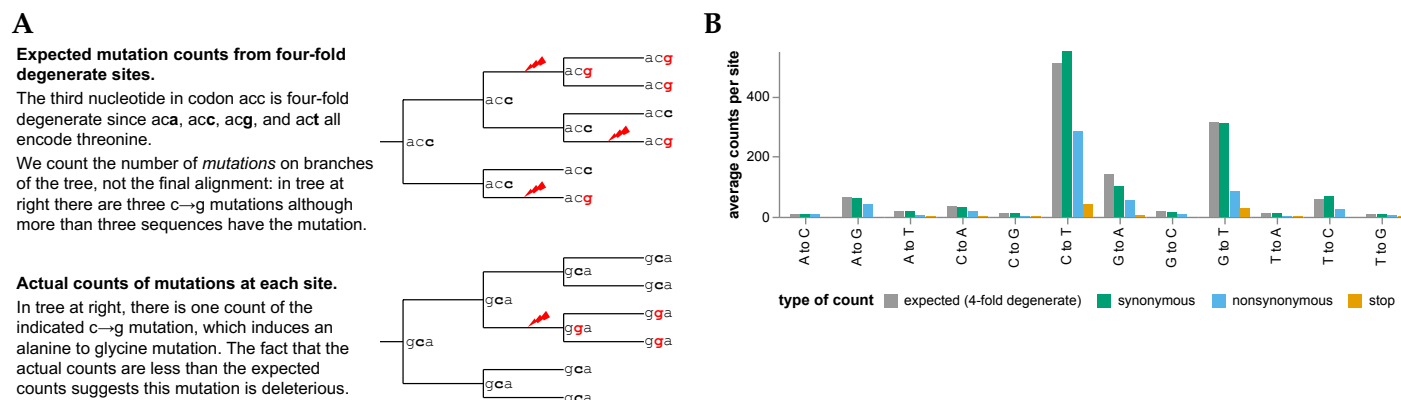 A
Expected mutation counts from four-fold
degenerate sites.
The third nucleotide in codon acc is four-fold
degenerate since aca, acc, acg, and act all
encode threonine.
We count the number of mutations on branches
of the tree, not the final alignment: in tree at
right there are three c→g mutations although
more than three sequences have the mutation.
acc
acc
acc
acg
acc
acc
acg
acg
acg
acc
acg
acc
acg
Actual counts of mutations at each site.
In tree at right, there is one count of the
indicated c→g mutation, which induces an
alanine to glycine mutation. The fact that the
actual counts are less than the expected
counts suggests this mutation is deleterious.
gca
gca
gca
gca
gga
gca
gca
gga
gga
gca
gca
B
average counts per site
400
200
0
A to C
A to G
A to T
C to A
C to G
C to T
G to A
G to C
G to T
T to A
T to C
T to G
type of count
expected (4-fold degenerate)
synonymous
nonsynonymous
stop